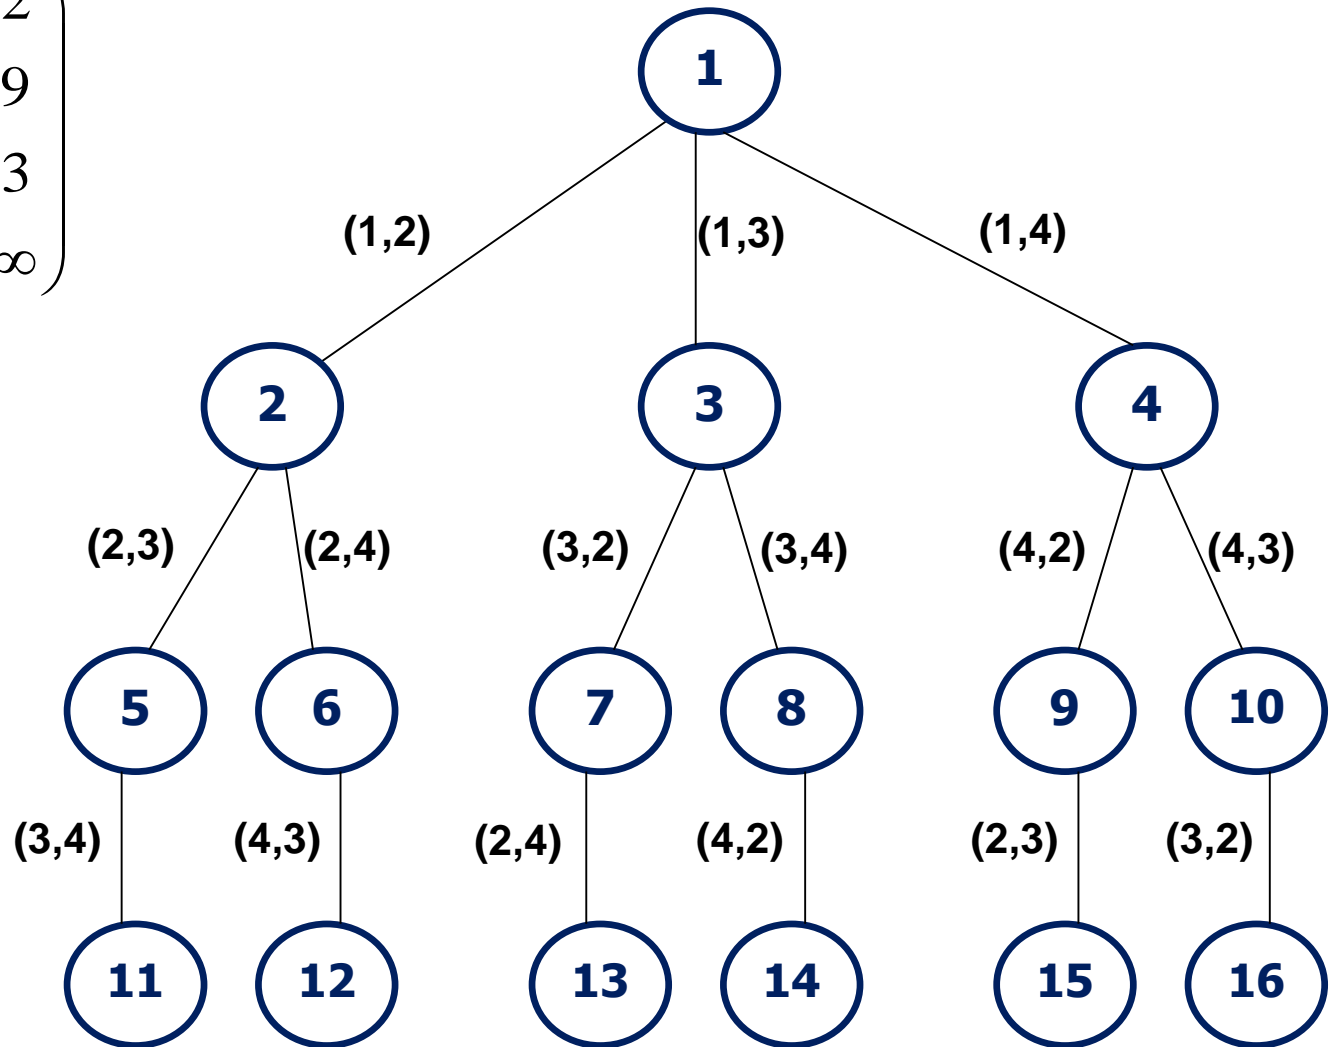 2
9
3
∞
1
(1,2) (1,3) (1,4)
2 3 4
(2,3) (2,4) (3,2) (3,4) (4,2) (4,3)
5 6 7 8 9 10
(3,4) (4,3) (2,4) (4,2) (2,3) (3,2)
11 12 13 14 15 16